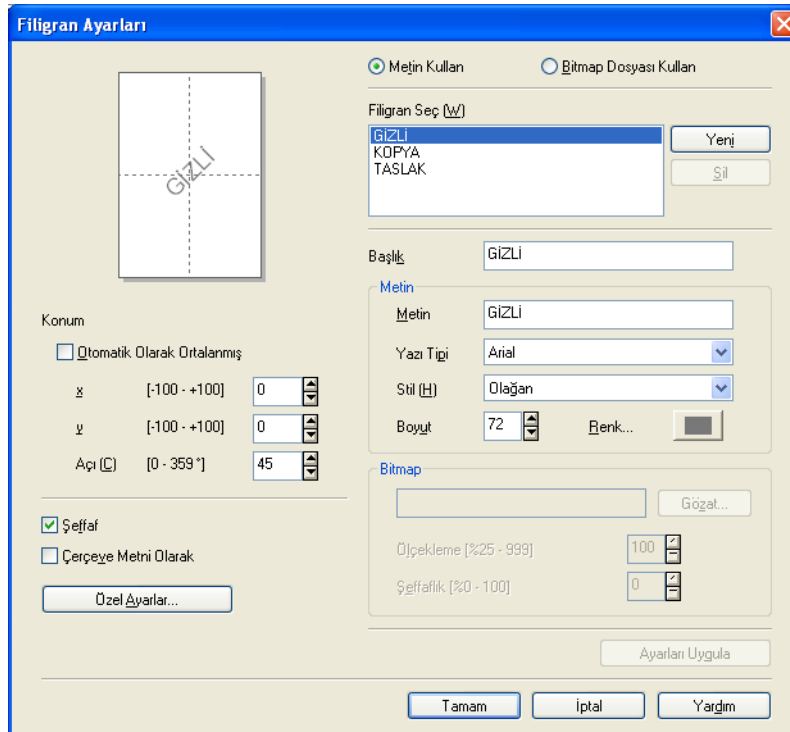 Filigran Ayarları
GİZLİ
Konum
Otomatik Olarak Ortalanmış
x [-100 - +100] 0
y [-100 - +100] 0
Açı (C) [0 - 359 °] 45
Şeffaf
Çerçeve Metni Olarak
Özel Ayarlar...
Metin Kullan Bitmap Dosyası Kullan
Filigran Seç (W)
GİZLİ
KOPYA
TASLAK
Yeni
Sil
Başlık GİZLİ
Metin
Metin GİZLİ
Yazı Tipi Arial
Stil (H) Olağan
Boyut 72 Renk...
Bitmap
Gözat...
Ölçekleme [%25 - 999] 100
Şeffaflık [%0 - 100] 0
Ayarları Uygula
Tamam İptal Yardım